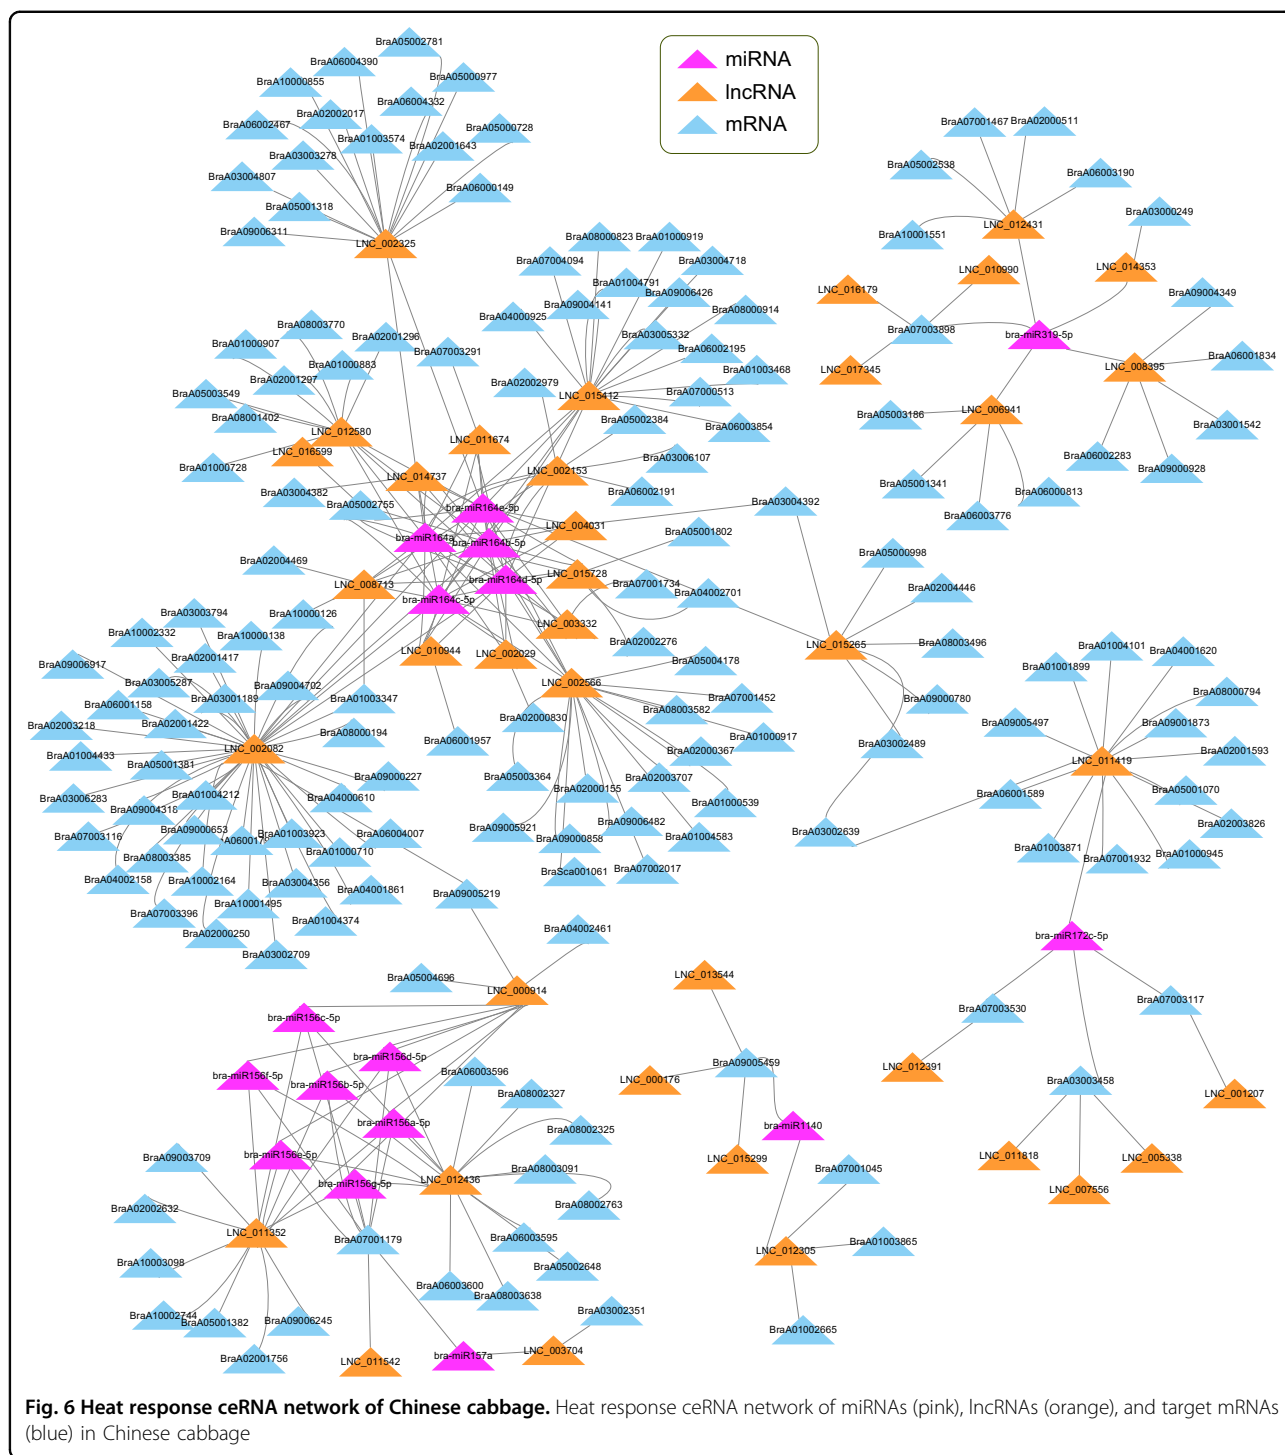 miRNA
lncRNA
mRNA
BraA05002781
BraA06004390
BraA10000855
BraA05000977
BraA06004332
BraA02002017
BraA06002467
BraA01003574
BraA05000728
BraA02001643
BraA03003278
BraA03004807
BraA06000149
BraA05001318
BraA09006311
LNC_002325
BraA07001467
BraA02000511
BraA05002538
BraA06003190
BraA03000249
LNC_012431
BraA10001551
LNC_010990
LNC_014353
LNC_016179
BraA09004349
BraA07003898
bra-miR319-5p
BraA06001834
LNC_008395
LNC_017345
LNC_006941
BraA05003186
BraA03001542
BraA06002283
BraA09000928
BraA05001341
BraA06000813
BraA06003776
BraA08000823
BraA01000919
BraA07004094
BraA03004718
BraA01004791
BraA09006426
BraA09004141
BraA08000914
BraA04000925
BraA03005332
BraA06002195
BraA01003468
BraA02002979
LNC_015412
BraA07000513
BraA05002384
BraA06003854
BraA03006107
LNC_002153
BraA06002191
BraA08003770
BraA02001296
BraA01000907
BraA07003291
BraA01000883
BraA02001297
BraA05003549
BraA08001402
LNC_012580
LNC_011674
LNC_016599
BraA01000728
LNC_014737
BraA03004382
BraA05002755
bra-miR164e-5p
bra-miR164a
bra-miR164b-5p
LNC_004031
BraA03004392
BraA05001802
BraA02004469
LNC_008713
bra-miR164d-5p
LNC_015728
BraA07001734
bra-miR164c-5p
BraA04002701
BraA05000998
BraA02004446
LNC_003332
BraA02002276
LNC_015265
BraA08003496
LNC_010944
LNC_002029
BraA05004178
LNC_002566
BraA07001452
BraA09000780
BraA08003582
BraA02000830
BraA01000917
BraA06001957
BraA02000367
BraA03002489
BraA05003364
BraA02003707
BraA02000155
BraA01000539
BraA09005921
BraA09006482
BraA09000858
BraA01004583
BraSca001061
BraA07002017
BraA03002639
BraA03003794
BraA10000126
BraA10002332
BraA10000138
BraA09006917
BraA02001417
BraA03005287
BraA09004702
BraA03001189
BraA06001158
BraA01003347
BraA02003218
BraA02001422
BraA08000194
LNC_002082
BraA01004433
BraA05001381
BraA09000227
BraA03006283
BraA01004212
BraA04000610
BraA09004318
BraA07003116
BraA09000653
BraA01003923
BraA06004007
BraA01000710
BraA08003385
BraA04002158
BraA10002164
BraA03004356
BraA04001861
BraA07003396
BraA10001495
BraA01004374
BraA02000250
BraA03002709
BraA09005219
BraA04002461
BraA05004696
LNC_000914
BraA01004101
BraA04001620
BraA01001899
BraA08000794
BraA09005497
BraA09001873
BraA02001593
LNC_011419
BraA06001589
BraA05001070
BraA02003826
BraA01003871
BraA07001932
BraA01000945
bra-miR172c-5p
BraA07003530
BraA07003117
LNC_012391
BraA03003458
LNC_001207
LNC_011818
LNC_005338
LNC_007556
LNC_013544
BraA09005459
LNC_000176
bra-miR1140
LNC_015299
BraA07001045
LNC_012305
BraA01003865
BraA01002665
bra-miR156c-5p
bra-miR156d-5p
bra-miR156f-5p
bra-miR156b-5p
BraA06003596
BraA08002327
bra-miR156a-5p
BraA08002325
BraA09003709
bra-miR156e-5p
BraA08003091
LNC_012436
bra-miR156g-5p
BraA08002763
BraA02002632
LNC_011352
BraA07001179
BraA06003595
BraA10003098
BraA05002648
BraA06003600
BraA08003638
BraA10002744
BraA05001382
BraA09006245
BraA03002351
BraA02001756
LNC_011542
bra-miR157a
LNC_003704
Fig. 6 Heat response ceRNA network of Chinese cabbage. Heat response ceRNA network of miRNAs (pink), lncRNAs (orange), and target mRNAs
(blue) in Chinese cabbage